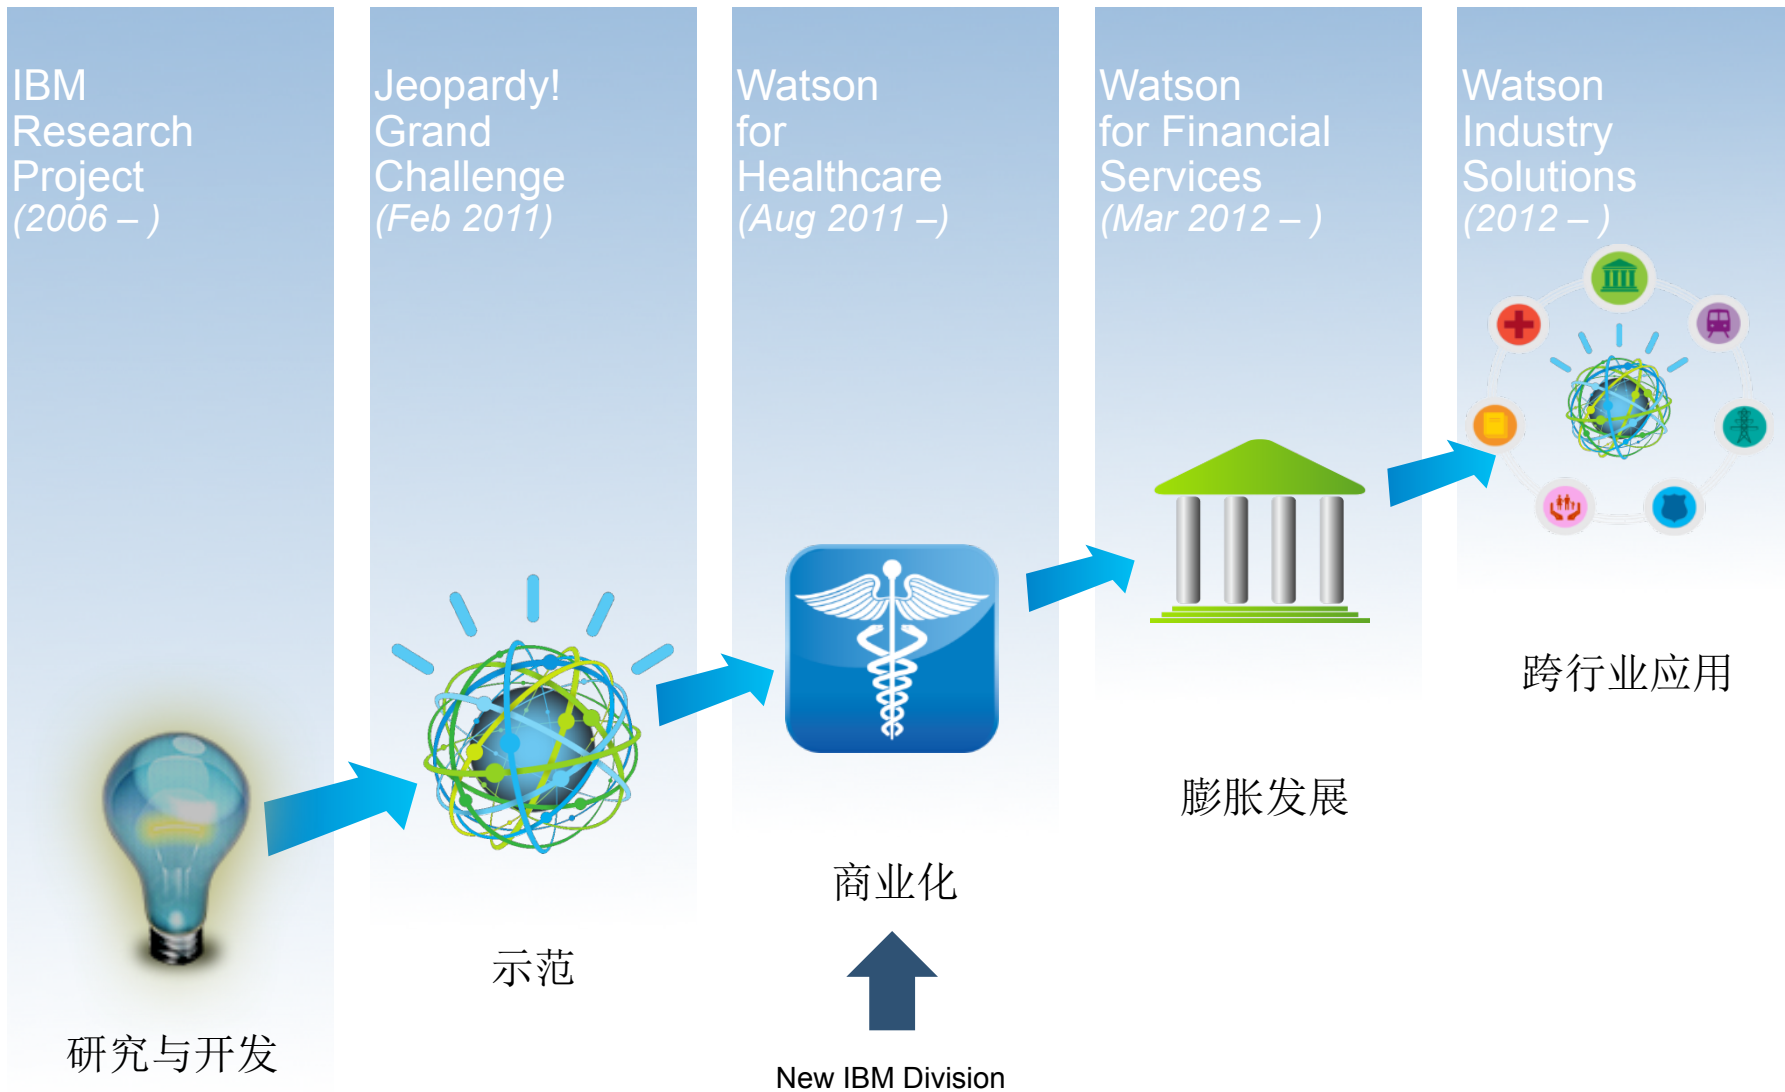 IBM
Research
Project
(2006 – )
Jeopardy!
Grand
Challenge
(Feb 2011)
Watson
for
Healthcare
(Aug 2011 –)
Watson
for Financial
Services
(Mar 2012 – )
Watson
Industry
Solutions
(2012 – )
研究与开发
示范
商业化
膨胀发展
跨行业应用
New IBM Division